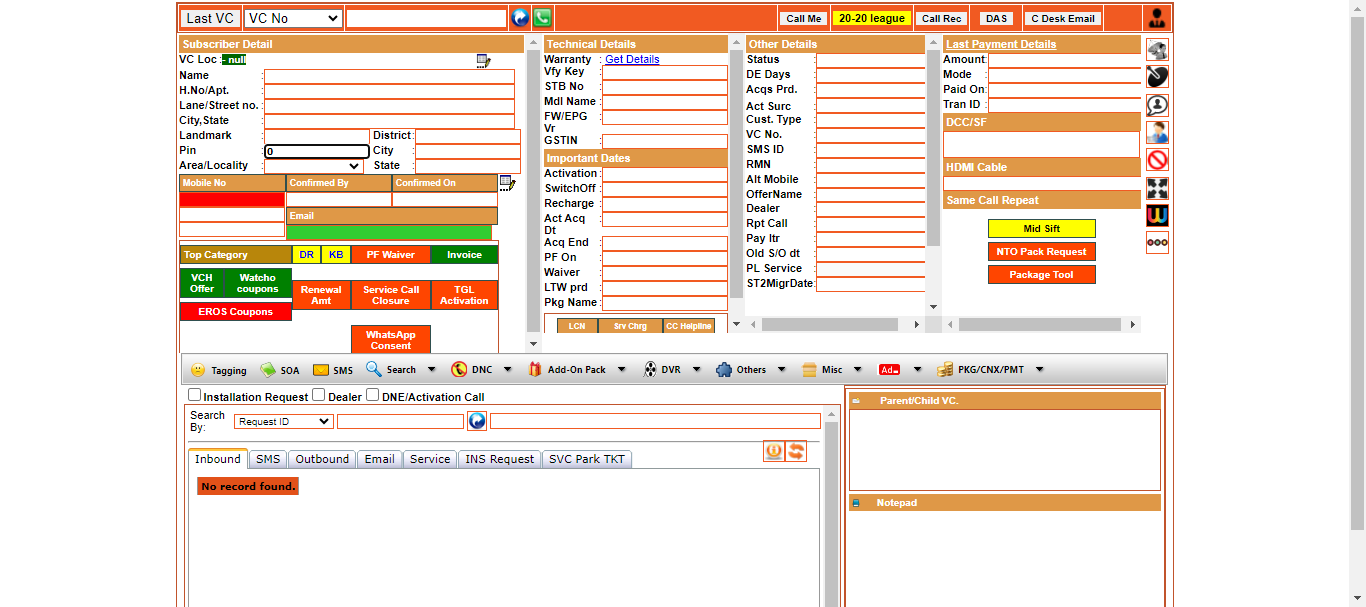 Last VC VC No Call Me 20-20 league Call Rec DAS C Desk Email
Subscriber Detail
VC Loc :- null
Name :
H.No/Apt. :
Lane/Street no. :
City,State :
Landmark : District :
Pin : 0 City :
Area/Locality : State :
Mobile No Confirmed By Confirmed On
Email
Top Category DR KB PF Waiver Invoice
VCH Offer Watcho coupons Renewal Amt Service Call Closure TGL Activation
EROS Coupons
WhatsApp Consent
Technical Details
Warranty : Get Details
Vfy Key :
STB No :
Mdl Name :
FW/EPG Vr :
GSTIN :
Important Dates
Activation :
SwitchOff :
Recharge :
Act Acq Dt :
Acq End :
PF On :
Waiver :
LTW prd :
Pkg Name :
LCN Srv Chrg CC Helpline
Other Details
Status :
DE Days :
Acqs Prd. :
Act Surc :
Cust. Type :
VC No. :
SMS ID :
RMN :
Alt Mobile :
OfferName :
Dealer :
Rpt Call :
Pay Itr :
Old S/O dt :
PL Service :
ST2MigrDate:
Last Payment Details
Amount:
Mode :
Paid On:
Tran ID :
DCC/SF
HDMI Cable
Same Call Repeat
Mid Sift
NTO Pack Request
Package Tool
Tagging SOA SMS Search DNC Add-On Pack DVR Others Misc Ad PKG/CNX/PMT
Installation Request Dealer DNE/Activation Call
Search By: Request ID
Inbound SMS Outbound Email Service INS Request SVC Park TKT
No record found.
Parent/Child VC.
Notepad